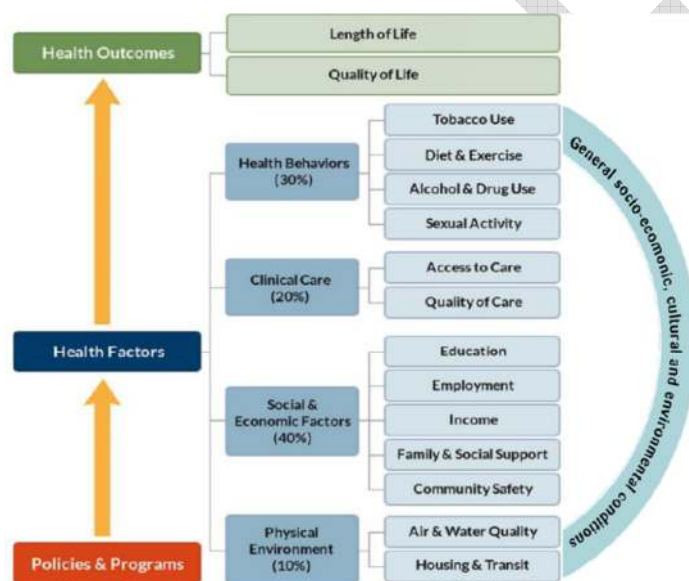 Health Outcomes
Length of Life
Quality of Life
Health Behaviors
(30%)
Tobacco Use
Diet & Exercise
Alcohol & Drug Use
Sexual Activity
Clinical Care
(20%)
Access to Care
Quality of Care
Health Factors
Social &
Economic Factors
(40%)
Education
Employment
Income
Family & Social Support
Community Safety
Physical
Environment
(10%)
Air & Water Quality
Housing & Transit
Policies & Programs
General socio-ecomonic, cultural and environmental conditions